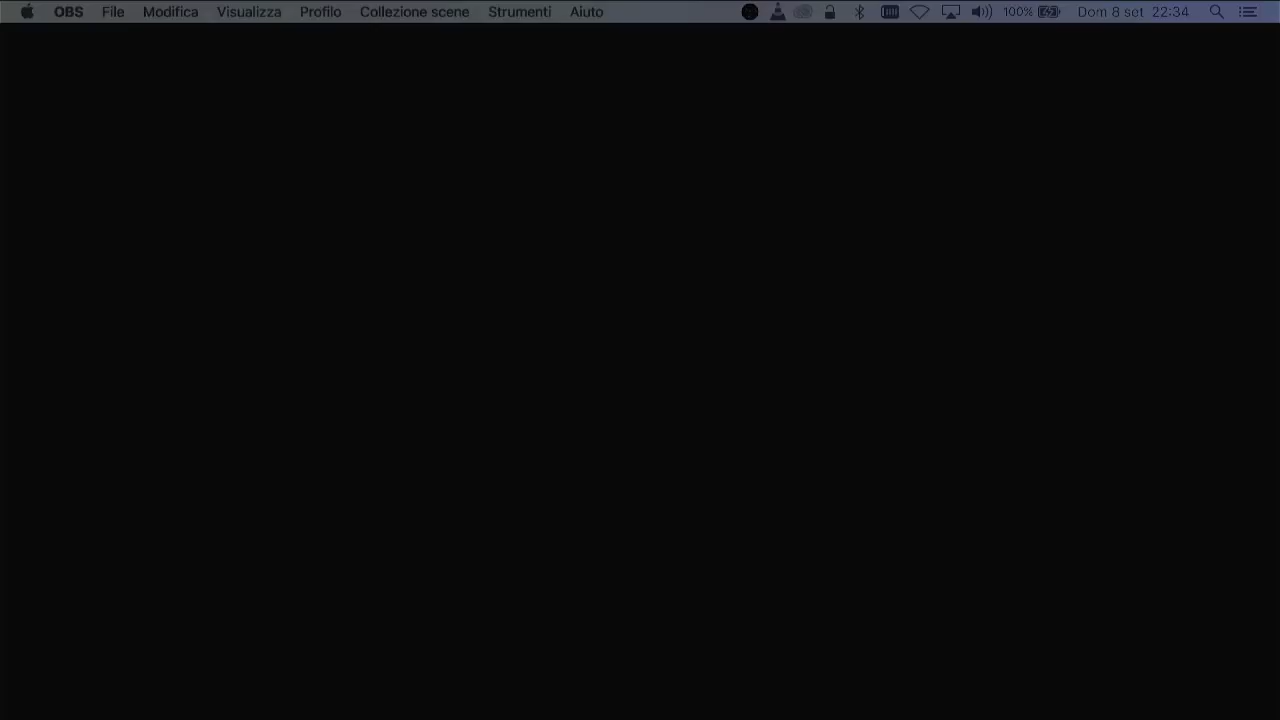 OBS File Modifica Visualizza Profilo Collezione scene Strumenti Aiuto 100% Dom 8 set 22:34